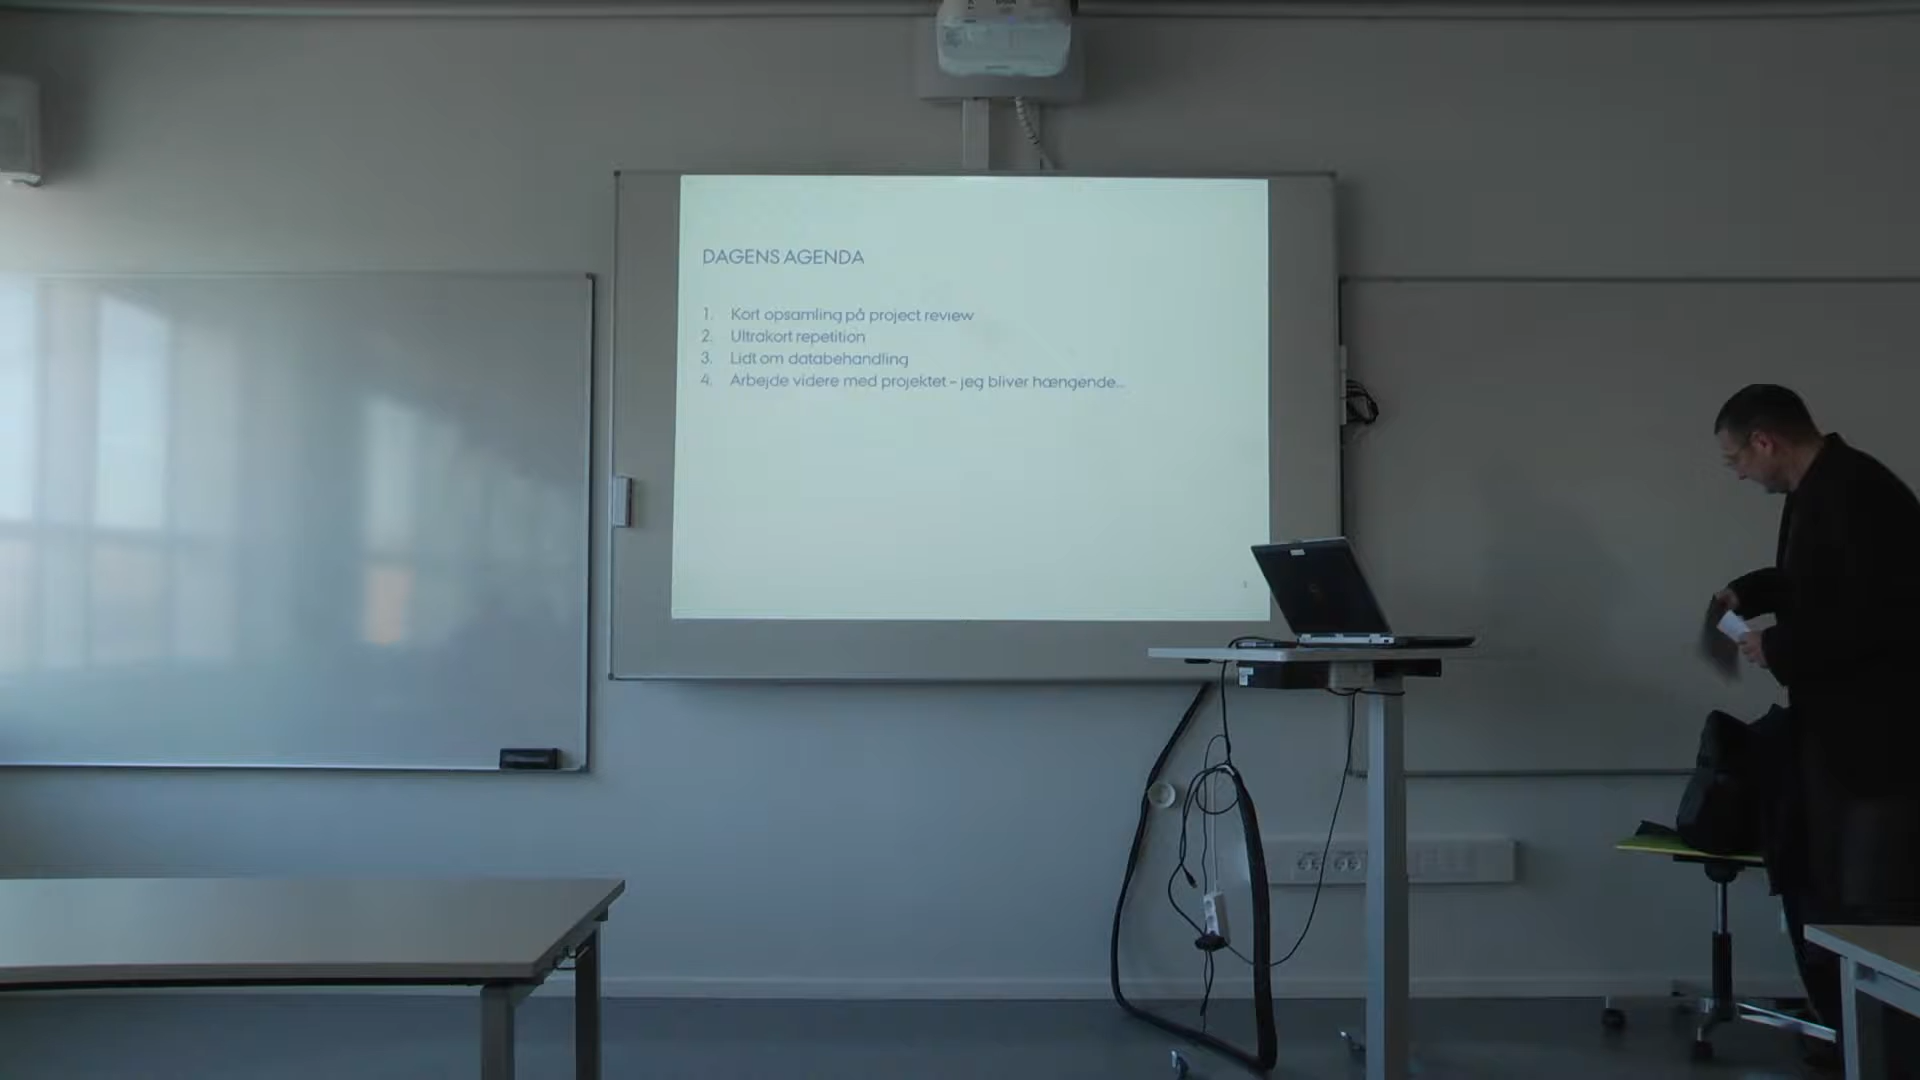 DAGENS AGENDA
1. Kort opsamling på project review
2. Ultrakort repetition
3. Lidt om databehandling
4. Arbejde videre med projektet – jeg bliver hængende...